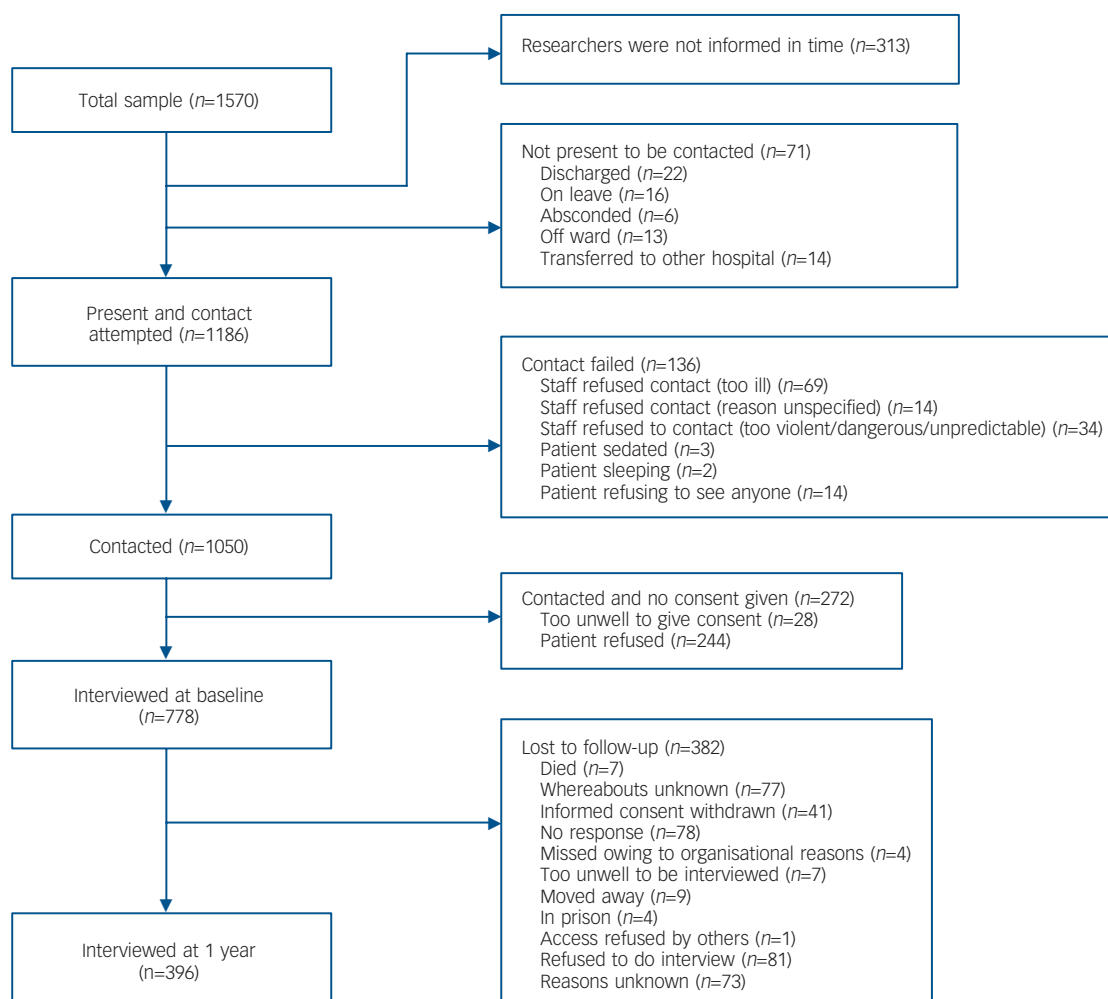 Researchers were not informed in time (n=313)
Total sample (n=1570)
Not present to be contacted (n=71)
Discharged (n=22)
On leave (n=16)
Absconded (n=6)
Off ward (n=13)
Transferred to other hospital (n=14)
Present and contact
attempted (n=1186)
Contact failed (n=136)
Staff refused contact (too ill) (n=69)
Staff refused contact (reason unspecified) (n=14)
Staff refused to contact (too violent/dangerous/unpredictable) (n=34)
Patient sedated (n=3)
Patient sleeping (n=2)
Patient refusing to see anyone (n=14)
Contacted (n=1050)
Contacted and no consent given (n=272)
Too unwell to give consent (n=28)
Patient refused (n=244)
Interviewed at baseline
(n=778)
Lost to follow-up (n=382)
Died (n=7)
Whereabouts unknown (n=77)
Informed consent withdrawn (n=41)
No response (n=78)
Missed owing to organisational reasons (n=4)
Too unwell to be interviewed (n=7)
Moved away (n=9)
In prison (n=4)
Access refused by others (n=1)
Refused to do interview (n=81)
Reasons unknown (n=73)
Interviewed at 1 year
(n=396)